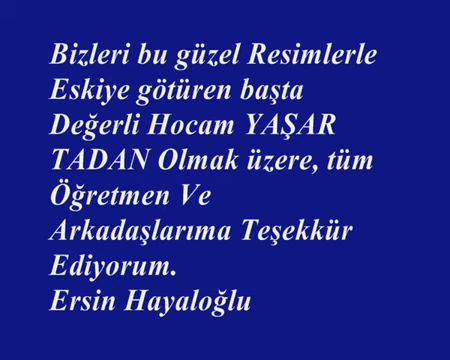 Bizleri bu güzel Resimlerle
Eskiye götüren başta
Değerli Hocam YAŞAR
TADAN Olmak üzere, tüm
Öğretmen Ve
Arkadaşlarıma Teşekkür
Ediyorum.
Ersin Hayaloğlu